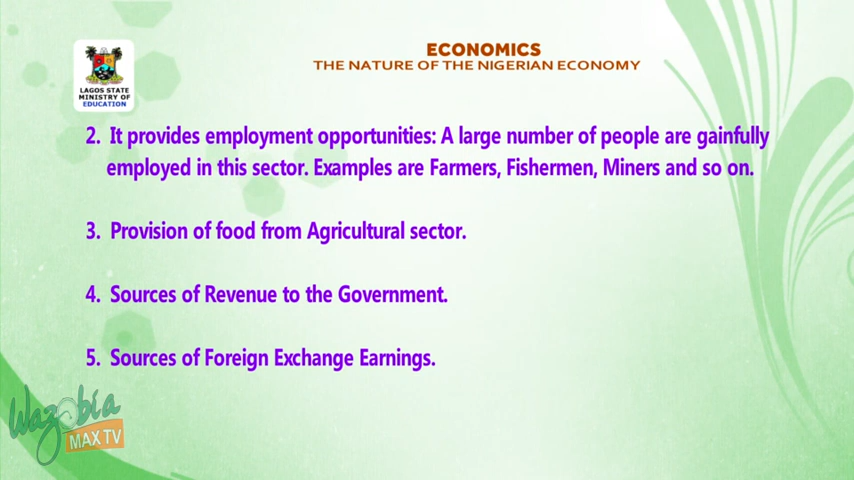 ECONOMICS
THE NATURE OF THE NIGERIAN ECONOMY
LAGOS STATE
MINISTRY OF
EDUCATION
2. It provides employment opportunities: A large number of people are gainfully
employed in this sector. Examples are Farmers, Fishermen, Miners and so on.
3. Provision of food from Agricultural sector.
4. Sources of Revenue to the Government.
5. Sources of Foreign Exchange Earnings.
Wazobia
MAX TV